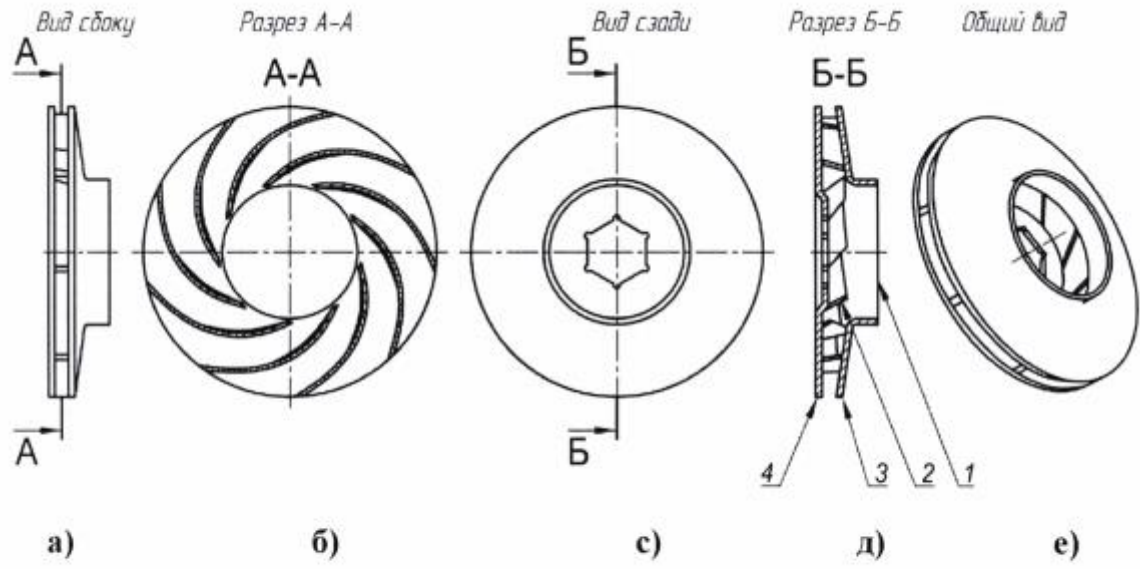 Вид сбоку
Разрез А-А
Вид сзади
Разрез Б-Б
Общий вид
А
А-А
Б
Б-Б
А
Б
4
3
2
1
а)
б)
с)
д)
е)